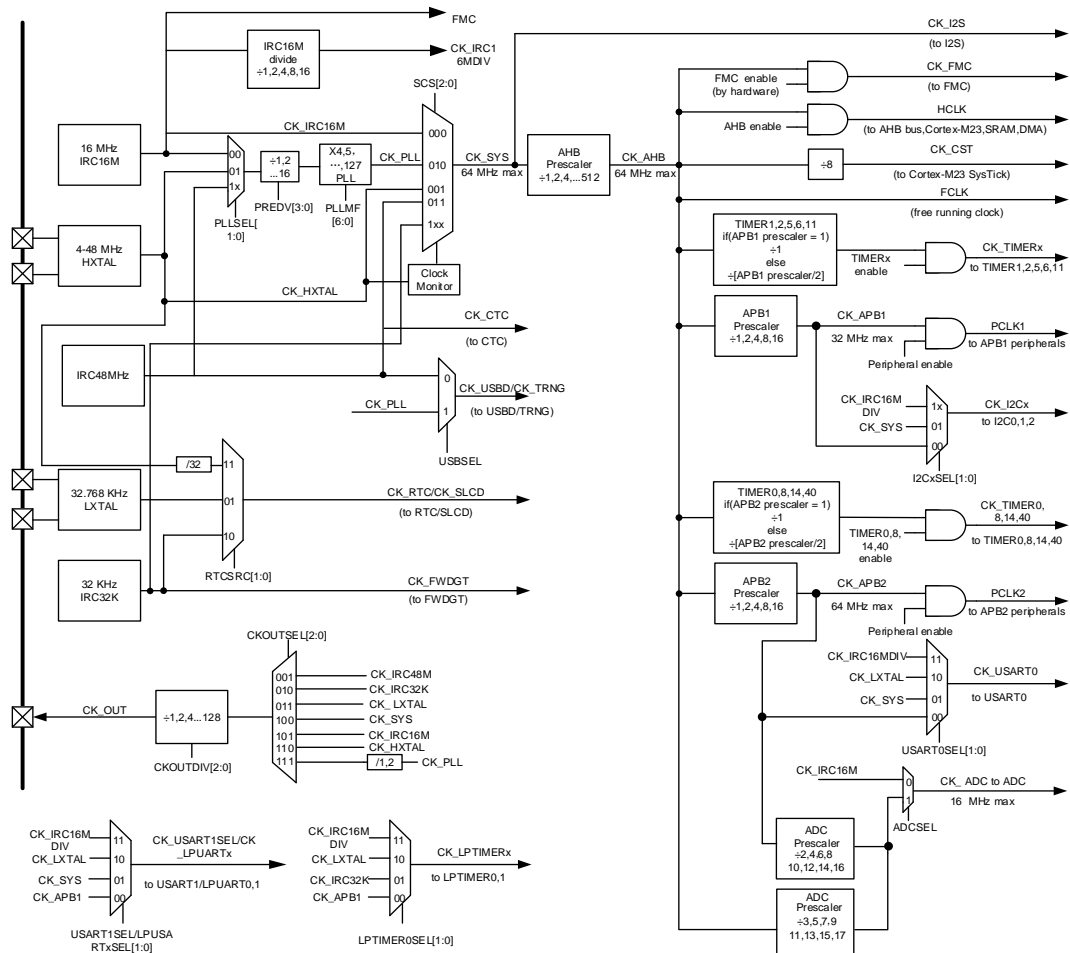 FMC
IRC16M
divide
÷1,2,4,8,16
CK_IRC1
6MDIV
CK_I2S
(to I2S)
SCS[2:0]
FMC enable
(by hardware)
CK_FMC
(to FMC)
AHB enable
HCLK
(to AHB bus,Cortex-M23,SRAM,DMA)
16 MHz
IRC16M
CK_IRC16M
00
01
1x
PLLSEL[
1:0]
÷1,2
...16
PREDV[3:0]
X4,5,
…,127
PLL
PLLMF
[6:0]
CK_PLL
000
010
001
011
1xx
CK_SYS
64 MHz max
AHB
Prescaler
÷1,2,4,...512
CK_AHB
64 MHz max
÷8
CK_CST
(to Cortex-M23 SysTick)
FCLK
(free running clock)
4-48 MHz
HXTAL
CK_HXTAL
Clock
Monitor
TIMER1,2,5,6,11
if(APB1 prescaler = 1)
÷1
else
÷[APB1 prescaler/2]
TIMERx
enable
CK_TIMERx
to TIMER1,2,5,6,11
CK_CTC
(to CTC)
APB1
Prescaler
÷1,2,4,8,16
CK_APB1
32 MHz max
Peripheral enable
PCLK1
to APB1 peripherals
IRC48MHz
CK_PLL
0
1
USBSEL
CK_USBD/CK_TRNG
(to USBD/TRNG)
CK_IRC16M
DIV
CK_SYS
1x
01
00
I2CxSEL[1:0]
CK_I2Cx
to I2C0,1,2
/32
11
01
10
RTCSRC[1:0]
32.768 KHz
LXTAL
CK_RTC/CK_SLCD
(to RTC/SLCD)
TIMER0,8,14,40
if(APB2 prescaler = 1)
÷1
else
÷[APB2 prescaler/2]
TIMER0,8,
14,40
enable
CK_TIMER0,
8,14,40
to TIMER0,8,14,40
32 KHz
IRC32K
CK_FWDGT
(to FWDGT)
APB2
Prescaler
÷1,2,4,8,16
CK_APB2
64 MHz max
Peripheral enable
PCLK2
to APB2 peripherals
CKOUTSEL[2:0]
CK_OUT
÷1,2,4...128
CKOUTDIV[2:0]
001 CK_IRC48M
010 CK_IRC32K
011 CK_ LXTAL
100 CK_SYS
101 CK_IRC16M
110 CK_HXTAL
111 /1,2 CK_PLL
CK_IRC16MDIV 11
CK_LXTAL 10
CK_SYS 01
00
USART0SEL[1:0]
CK_USART0
to USART0
CK_IRC16M
0
1
ADCSEL
CK_ ADC to ADC
16 MHz max
ADC
Prescaler
÷2,4,6,8
10,12,14,16
ADC
Prescaler
÷3,5,7,9
11,13,15,17
CK_IRC16M
DIV
11
CK_LXTAL 10
CK_SYS 01
CK_APB1 00
USART1SEL/LPUSA
RTxSEL[1:0]
CK_USART1SEL/CK
_LPUARTx
to USART1/LPUART0,1
CK_IRC16M
DIV
11
CK_LXTAL 10
CK_IRC32K 01
CK_APB1 00
LPTIMER0SEL[1:0]
CK_LPTIMERx
to LPTIMER0,1